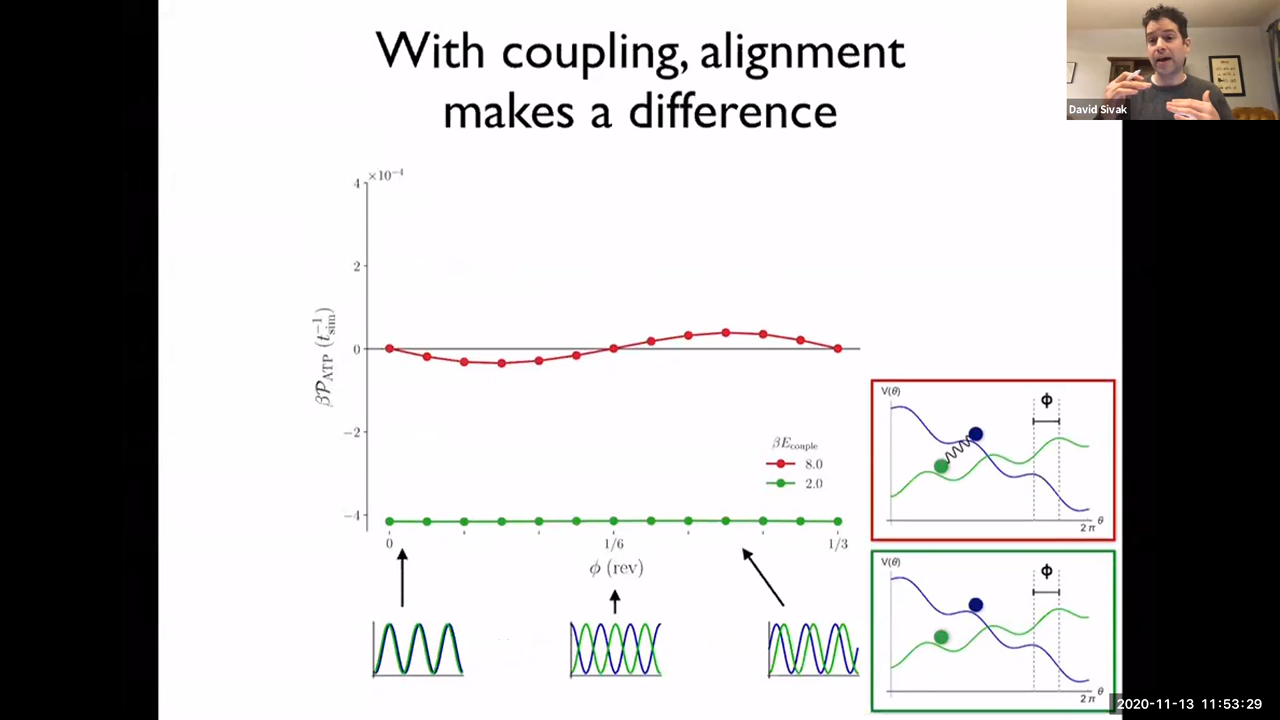 With coupling, alignment
makes a difference
David Sivak
×10⁻⁴
4
2
0
−2
−4
β𝒫_ATP (t_sim⁻¹)
βE_couple
8.0
2.0
0
1/6
1/3
ϕ (rev)
V(θ)
Φ
2π
θ
V(θ)
Φ
2π
θ
2020-11-13 11:53:29